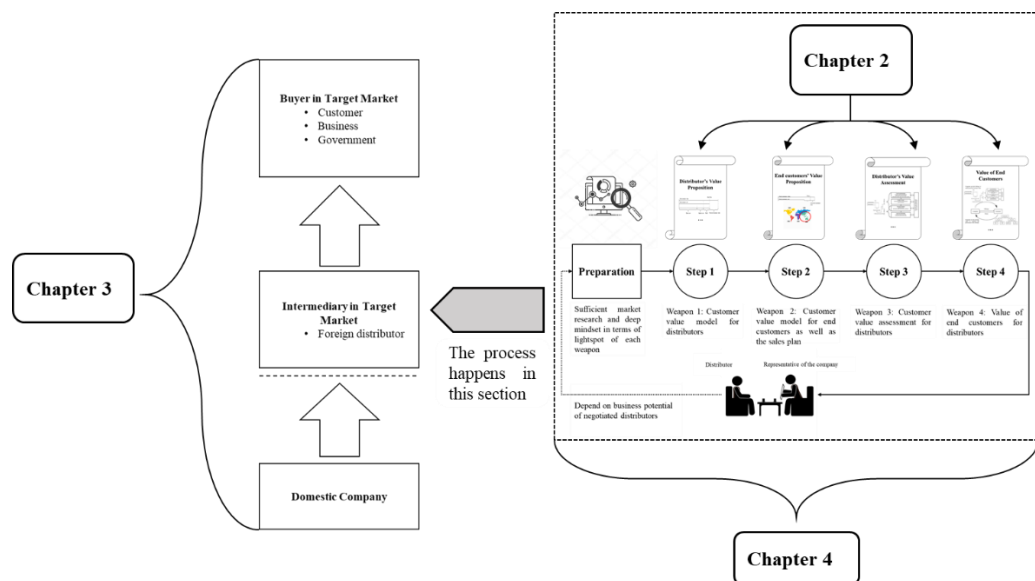 Chapter 3
Buyer in Target Market
• Customer
• Business
• Government
Intermediary in Target
Market
• Foreign distributor
Domestic Company
The process
happens in
this section
Chapter 2
Distributor's Value
Proposition
End customers' Value
Proposition
Distributor's Value
Assessment
Value of End
Customers
Preparation
Step 1
Step 2
Step 3
Step 4
Sufficient market
research and deep
mindset in terms of
lightspot of each
weapon
Weapon 1: Customer
value model for
distributors
Weapon 2: Customer
value model for end
customers as well as
the sales plan
Weapon 3: Customer
value assessment for
distributors
Weapon 4: Value of
end customers for
distributors
Distributor
Representative of the company
Depend on business potential
of negotiated distributors
Chapter 4